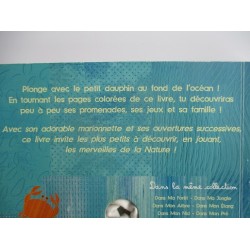 Plonge avec le petit dauphin au fond de l'océan !
En tournant les pages colorées de ce livre, tu découvriras
peu à peu ses promenades, ses jeux et sa famille !
Avec son adorable marionnette et ses ouvertures successives,
ce livre invite les plus petits à découvrir, en jouant,
les merveilles de la Nature !
Dans la même collection
Dans Ma Forêt - Dans Ma Jungle
Dans Mon Arbre - Dans Mon Étang
Dans Mon Nid - Dans Mon Pré